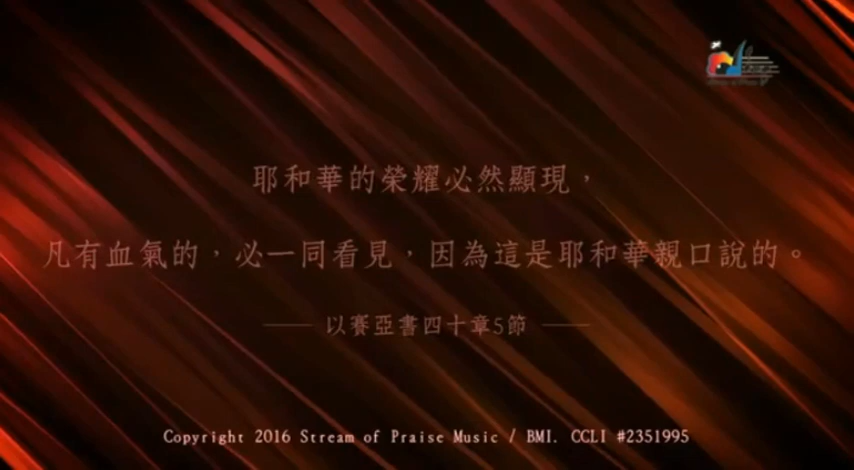 耶和華的榮耀必然顯現，
凡有血氣的，必一同看見，因為這是耶和華親口說的。
—— 以賽亞書四十章5節 ——
Copyright 2016 Stream of Praise Music / BMI. CCLI #2351995